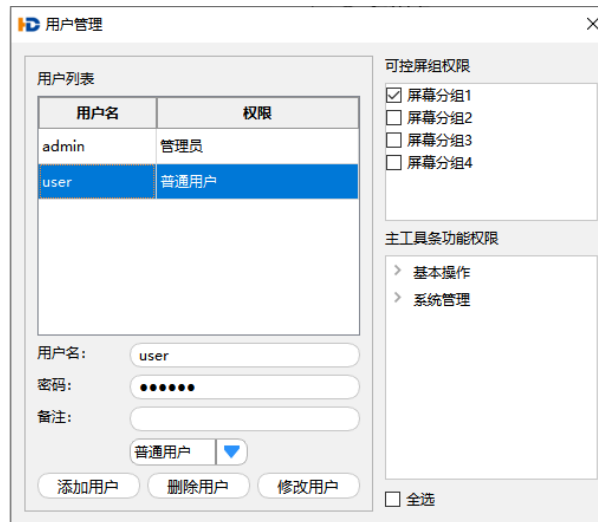 HD 用户管理
用户列表
用户名 权限
admin 管理员
user 普通用户
用户名： user
密码： ●●●●●●
备注：
普通用户
添加用户 删除用户 修改用户
可控屏组权限
屏幕分组1
屏幕分组2
屏幕分组3
屏幕分组4
主工具条功能权限
基本操作
系统管理
全选